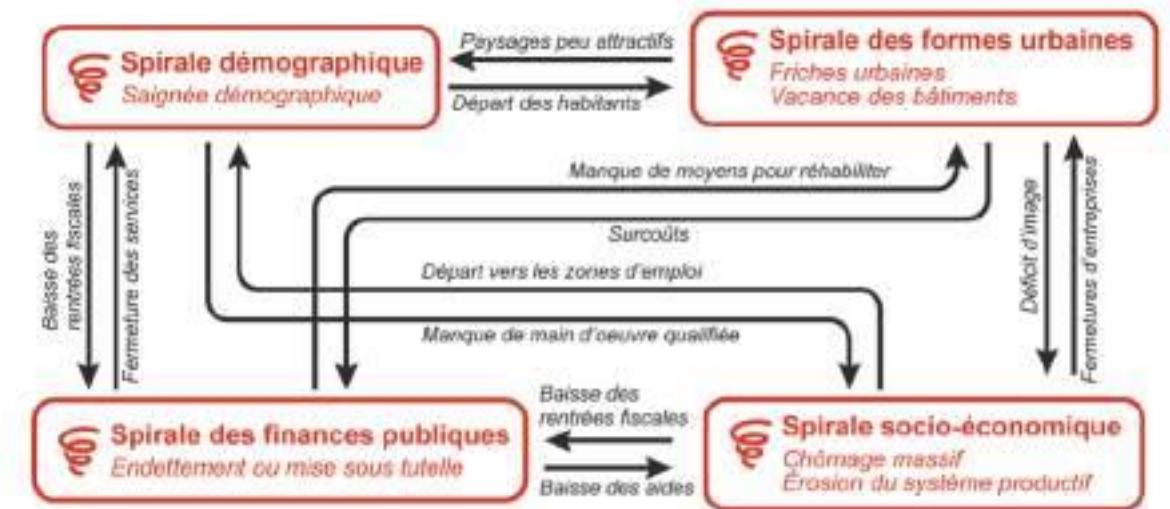 Spirale démographique
Saignée démographique
Paysages peu attractifs
Départ des habitants
Spirale des formes urbaines
Friches urbaines
Vacance des bâtiments
Baisse des
rentrées fiscales
Fermeture des services
Manque de moyens pour réhabiliter
Surcoûts
Départ vers les zones d'emploi
Manque de main d'oeuvre qualifiée
Déficit d'image
Fermetures d'entreprises
Spirale des finances publiques
Endettement ou mise sous tutelle
Baisse des
rentrées fiscales
Baisse des aides
Spirale socio-économique
Chômage massif
Érosion du système productif